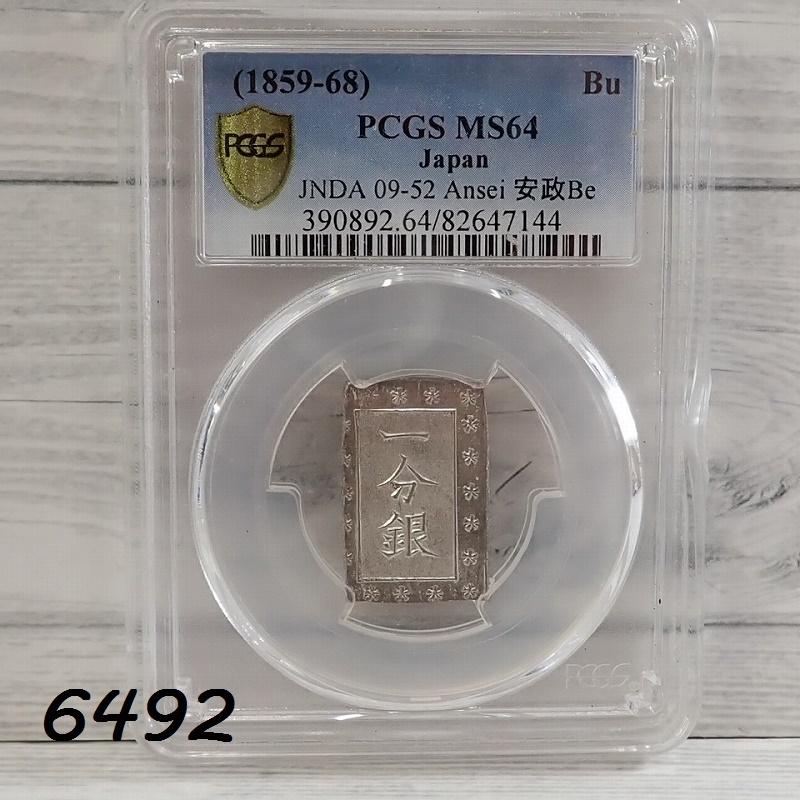 (1859-68) Bu
PCGS
PCGS MS64
Japan
JNDA 09-52 Ansei 安政Be
390892.64/82647144
一
分
銀
PCGS
6492